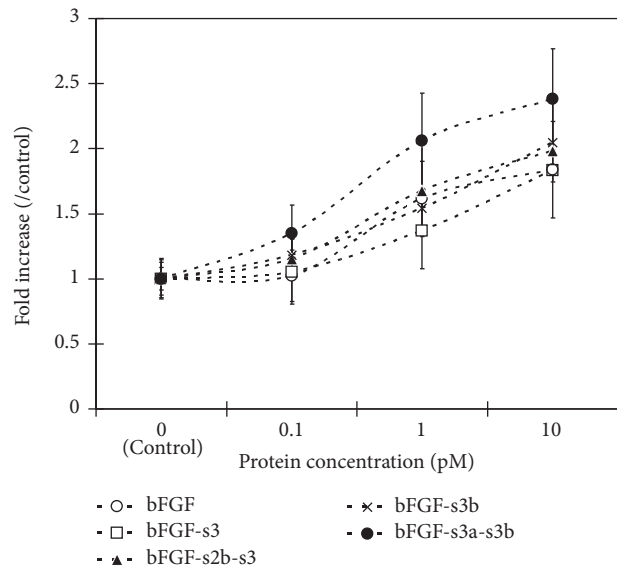 3
2.5
2
1.5
1
0.5
0
Fold increase (/control)
0 0.1 1 10
(Control)
Protein concentration (pM)
bFGF bFGF-s3b
bFGF-s3 bFGF-s3a-s3b
bFGF-s2b-s3